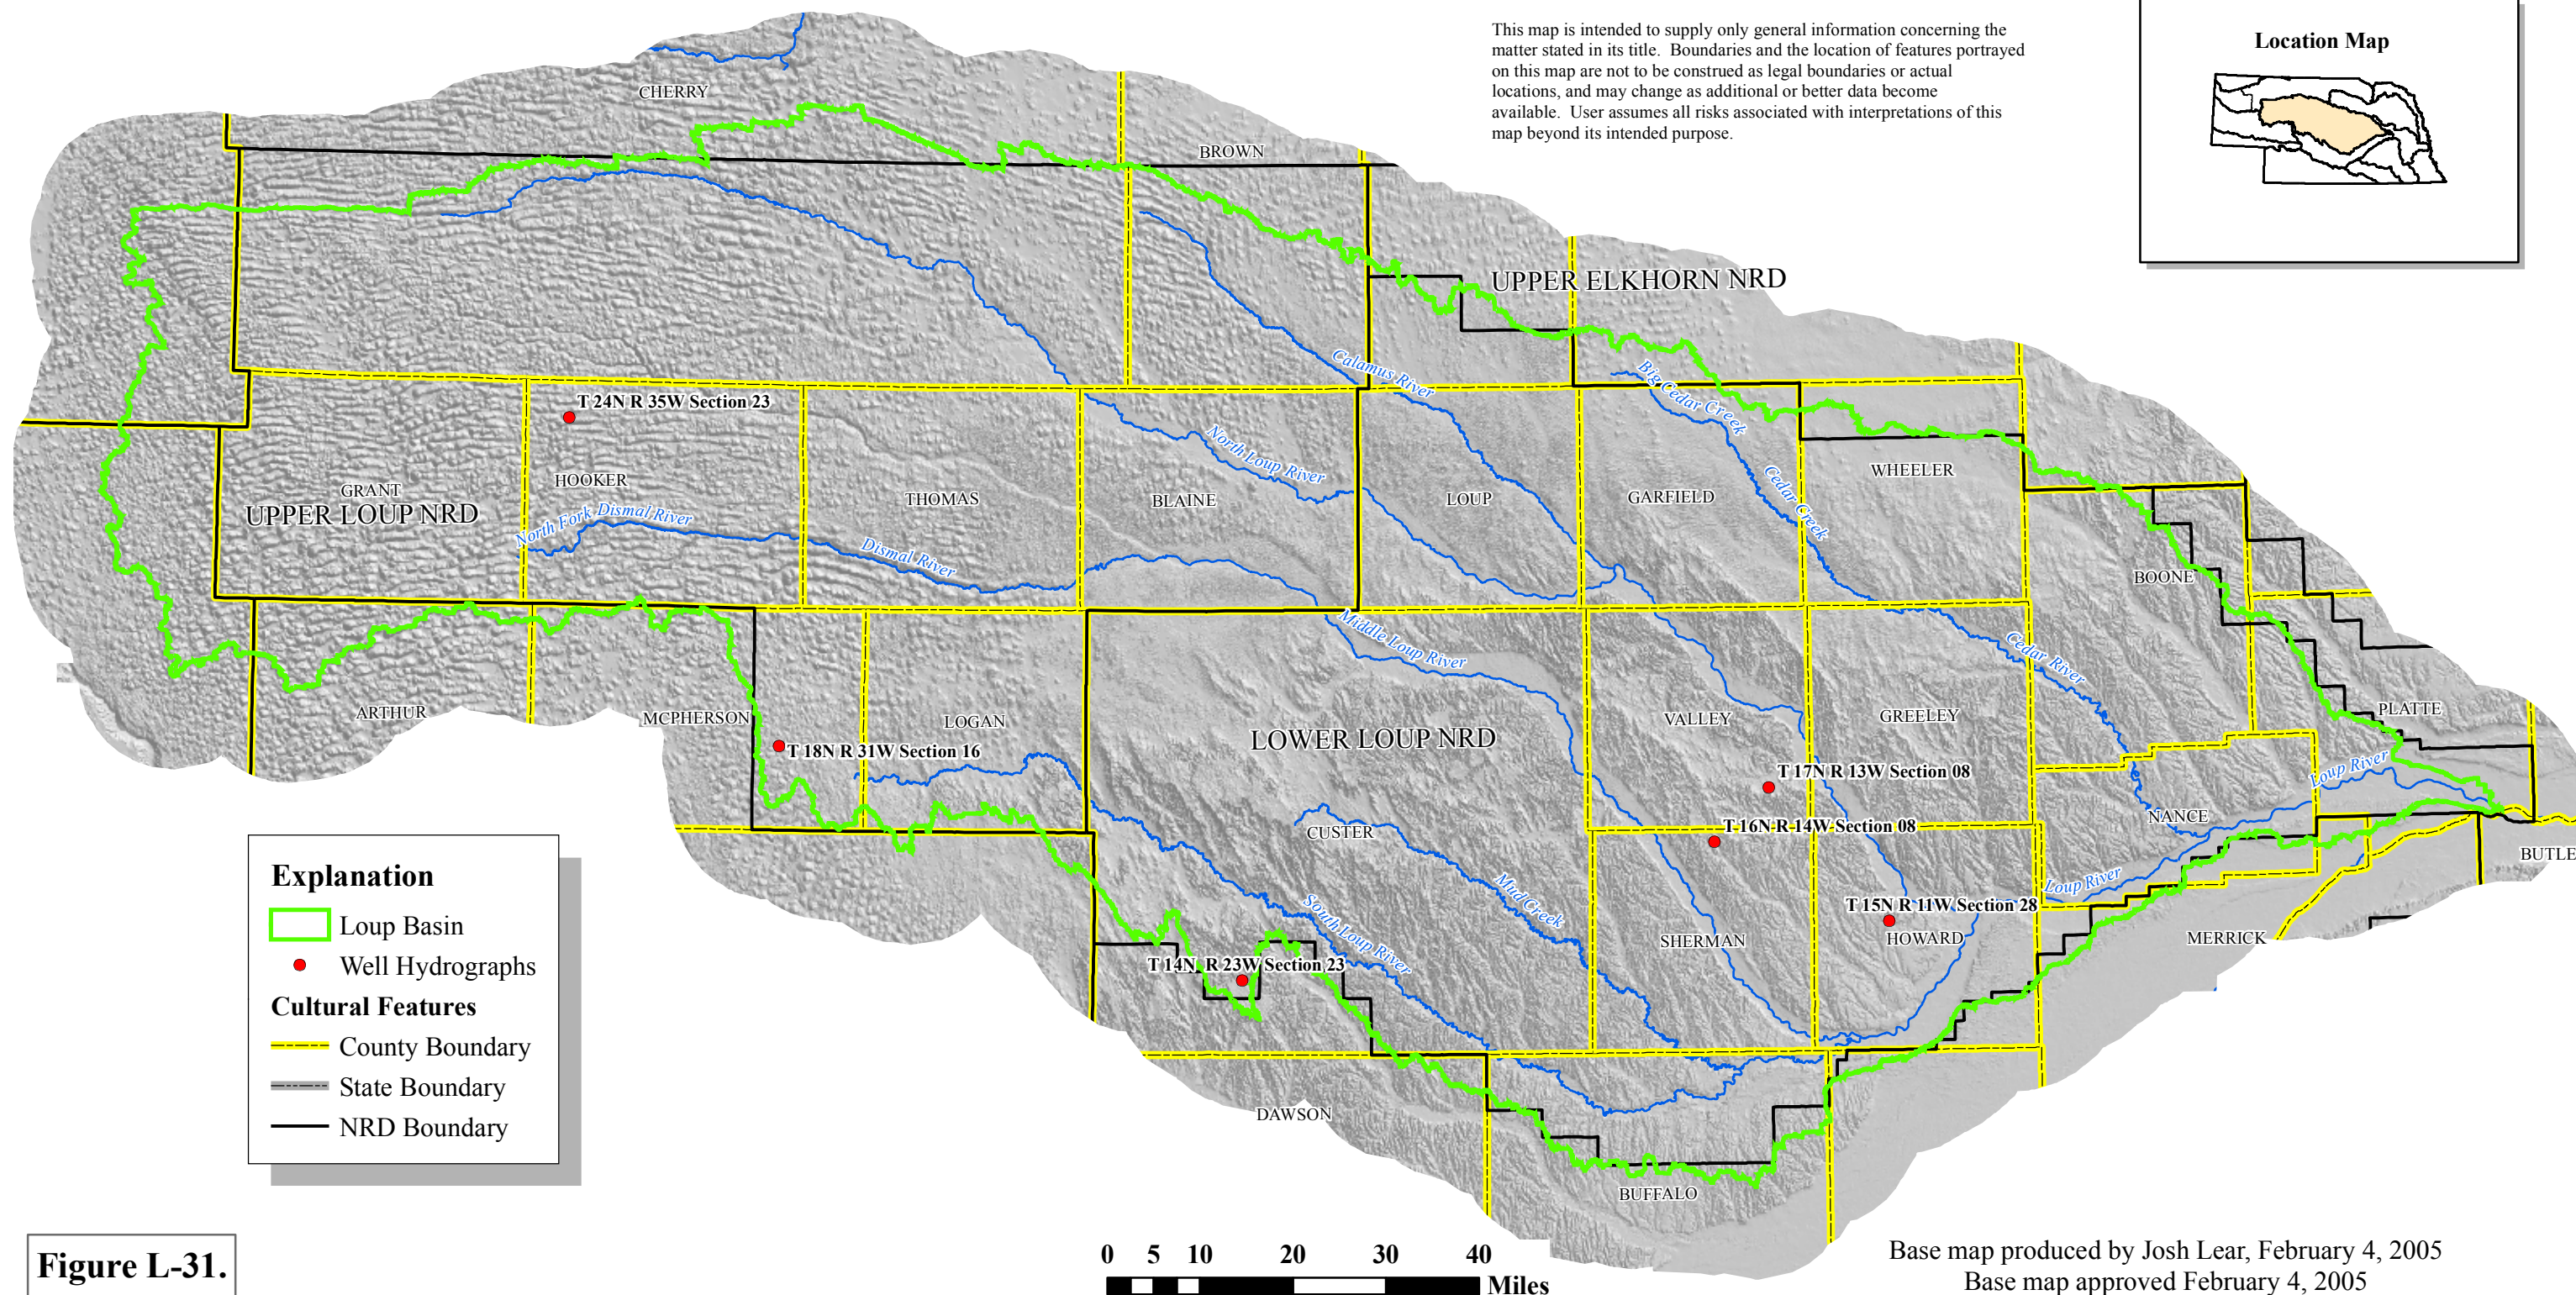 This map is intended to supply only general information concerning the
matter stated in its title. Boundaries and the location of features portrayed
on this map are not to be construed as legal boundaries or actual
locations, and may change as additional or better data become
available. User assumes all risks associated with interpretations of this
map beyond its intended purpose.
Location Map
CHERRY
BROWN
UPPER ELKHORN NRD
Calamus River
Big Cedar Creek
T 24N R 35W Section 23
North Loup River
Cedar Creek
WHEELER
HOOKER
GRANT
UPPER LOUP NRD
THOMAS
BLAINE
LOUP
GARFIELD
North Fork Dismal River
Dismal River
BOONE
Middle Loup River
Cedar River
ARTHUR
MCPHERSON
LOGAN
LOWER LOUP NRD
VALLEY
GREELEY
PLATTE
T 18N R 31W Section 16
T 17N R 13W Section 08
Loup River
CUSTER
T 16N R 14W Section 08
NANCE
BUTLE
Mud Creek
Loup River
South Loup River
T 15N R 11W Section 28
SHERMAN
HOWARD
MERRICK
T 14N R 23W Section 23
DAWSON
BUFFALO
Explanation
Loup Basin
Well Hydrographs
Cultural Features
County Boundary
State Boundary
NRD Boundary
Figure L-31.
0 5 10 20 30 40
Miles
Base map produced by Josh Lear, February 4, 2005
Base map approved February 4, 2005